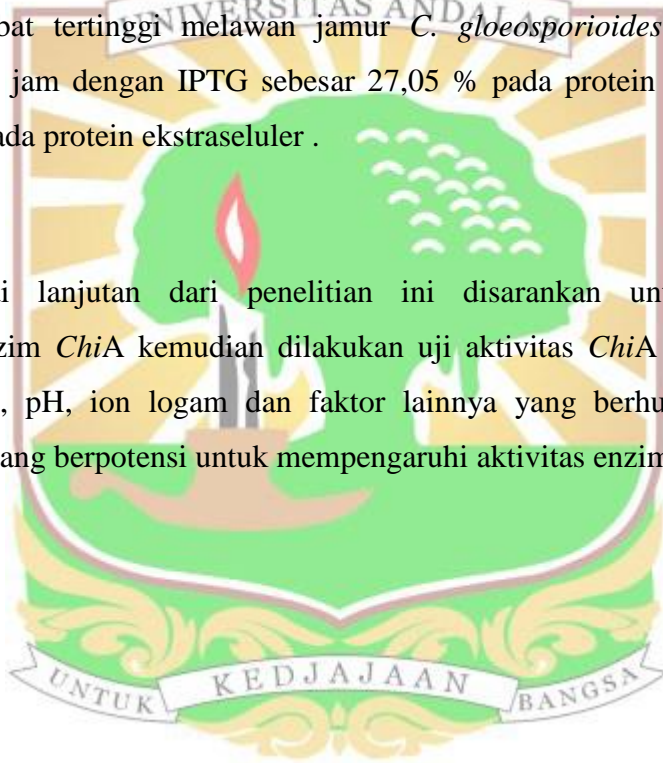 UNIVERSITAS ANDALAS
bat tertinggi melawan jamur C. gloeosporioides
jam dengan IPTG sebesar 27,05 % pada protein
ada protein ekstraseluler .
i lanjutan dari penelitian ini disarankan un
zim ChiA kemudian dilakukan uji aktivitas ChiA
, pH, ion logam dan faktor lainnya yang berhu
ang berpotensi untuk mempengaruhi aktivitas enzim
UNTUK KEDJAJAAN BANGSA